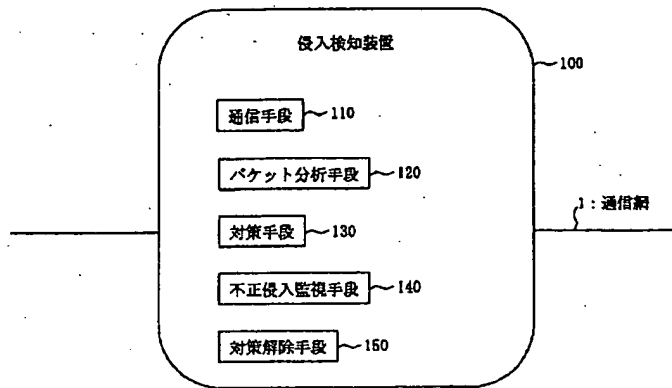 侵入検知装置
100
通信手段 110
パケット分析手段 120
1:通信網
対策手段 130
不正侵入監視手段 140
対策解除手段 150